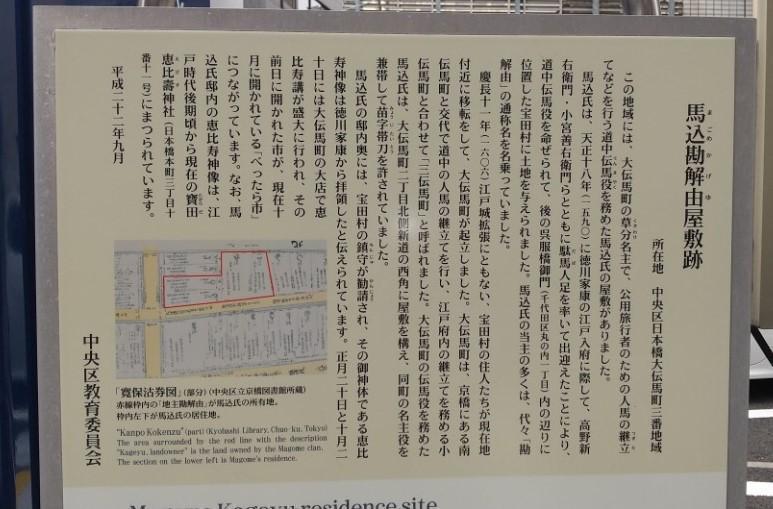 馬込勘解由屋敷跡
所在地　中央区日本橋大伝馬町三番地域
この地域には、大伝馬町の草分名主で、公用旅行者のための人馬の継立
てなどを行う道中伝馬役を務めた馬込氏の屋敷がありました。
馬込氏は、天正十八年（一五九〇）に徳川家康の江戸入府に際して、高野新
右衛門・小宮善右衛門らとともに駄馬人足を率いて出迎えたことにより、
道中伝馬役を命ぜられて、後の呉服橋御門（千代田区丸の内一丁目）内の辺りに
位置した宝田村に土地を与えられました。馬込氏の当主の多くは、代々「勘
解由」の通称名を名乗っていました。
慶長十一年（一六〇六）江戸城拡張にともない、宝田村の住人たちが現在地
付近に移転をして、大伝馬町が起立しました。大伝馬町は、京橋にある南
伝馬町と交代で道中の人馬の継立てを行い、江戸府内の継立てを務める小
伝馬町と合わせて「三伝馬町」と呼ばれました。大伝馬町の伝馬役を務めた
馬込氏は、大伝馬町二丁目北側新道の西角に屋敷を構え、同町の名主役を
兼帯して苗字帯刀を許されていました。
馬込氏の邸内奥には、宝田村の鎮守が勧請され、その御神体である恵比
寿神像は徳川家康から拝領したと伝えられています。正月二十日と十月二
十日には大伝馬町の大店で恵
比寿講が盛大に行われ、その
前日に開かれた市が、現在十
月に開かれている「べったら市」
につながっています。なお、馬
込氏邸内の恵比寿神像は、江
戸時代後期頃から現在の寶田
恵比壽神社（日本橋本町三丁目十
番十一号）にまつられています。
平成二十二年九月
中央区教育委員会
「寛保沽券図」（部分）（中央区立京橋図書館所蔵）
赤線枠内の「地主勘解由」が馬込氏の所有地。
枠内左下が馬込氏の居住地。
"Kanpo Kokenzu" (part) (Kyobashi Library, Chuo-ku, Tokyo)
The area surrounded by the red line with the description
"Kageyu, landowner" is the land owned by the Magome clan.
The section on the lower left is Magome's residence.
Magome Kageyu residence site